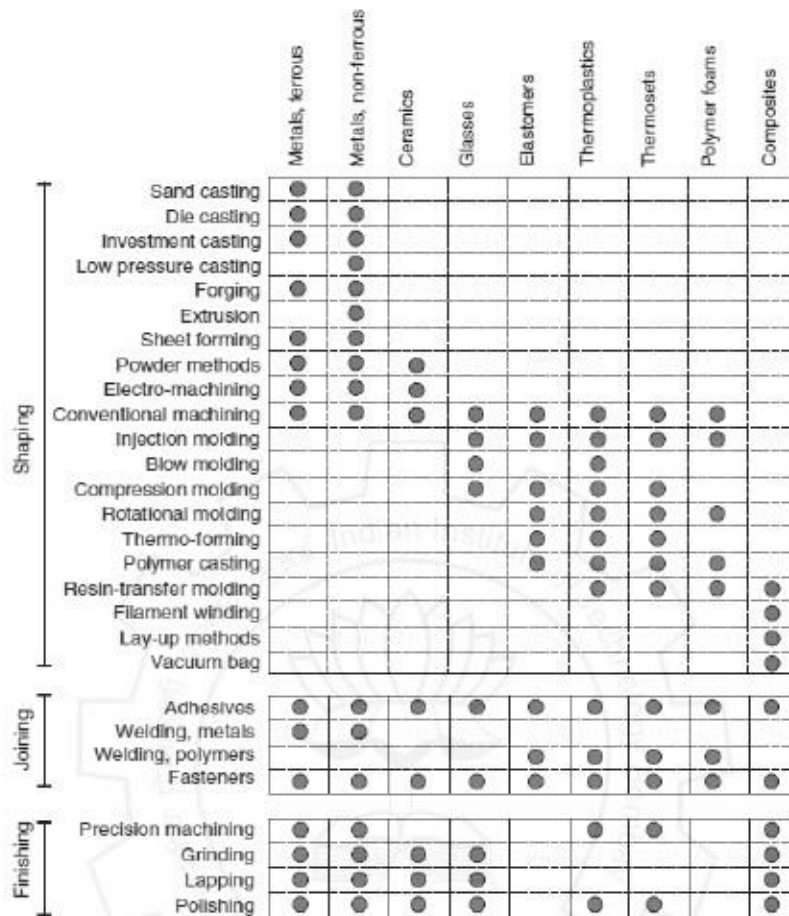 Metals, ferrous
Metals, non-ferrous
Ceramics
Glasses
Elastomers
Thermoplastics
Thermosets
Polymer foams
Composites
Shaping
Sand casting
Die casting
Investment casting
Low pressure casting
Forging
Extrusion
Sheet forming
Powder methods
Electro-machining
Conventional machining
Injection molding
Blow molding
Compression molding
Rotational molding
Thermo-forming
Polymer casting
Resin-transfer molding
Filament winding
Lay-up methods
Vacuum bag
Joining
Adhesives
Welding, metals
Welding, polymers
Fasteners
Finishing
Precision machining
Grinding
Lapping
Polishing
Indian Institute